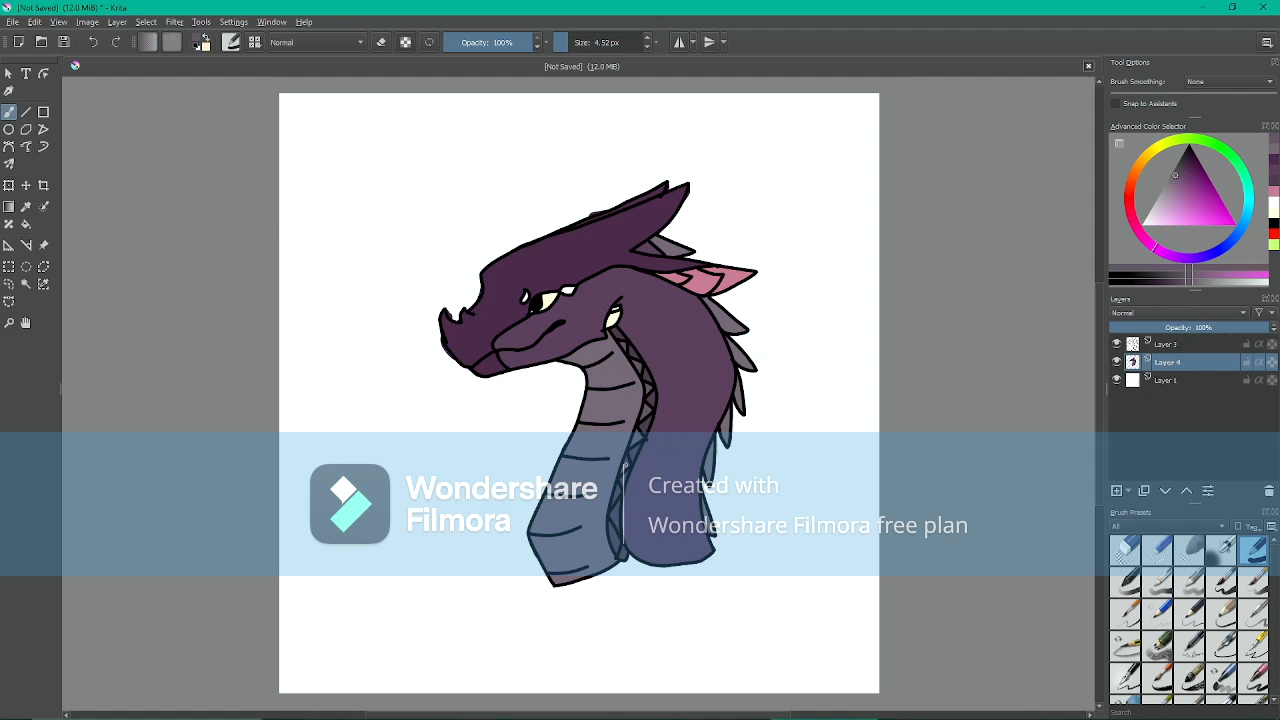 [Not Saved] (12.0 MiB) * - Krita
File Edit View Image Layer Select Filter Tools Settings Window Help
Normal
Opacity: 100%
Size: 4.52 px
[Not Saved] (12.0 MiB)
Tool Options
Brush Smoothing: None
Snap to Assistants
Advanced Color Selector
Layers
Normal
Opacity: 100%
Layer 3
Layer 4
Layer 1
Wondershare
Filmora
Created with
Wondershare Filmora free plan
Brush Presets
All
Tag
Search